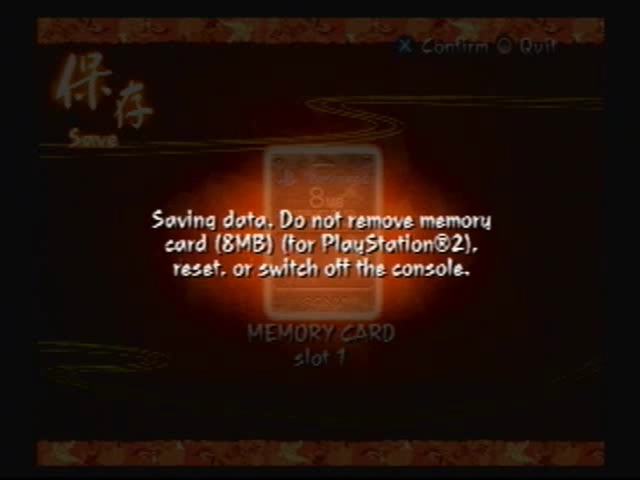 Confirm Quit
保存
Save
8MB
Saving data. Do not remove memory
card (8MB) (for PlayStation®2),
reset, or switch off the console.
MEMORY CARD
slot 1